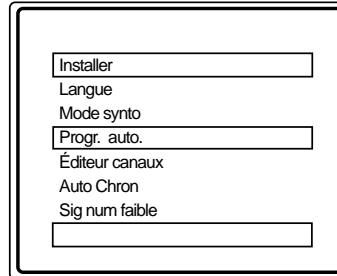 Installer
Langue
Mode synto
Progr. auto.
Éditeur canaux
Auto Chron
Sig num faible